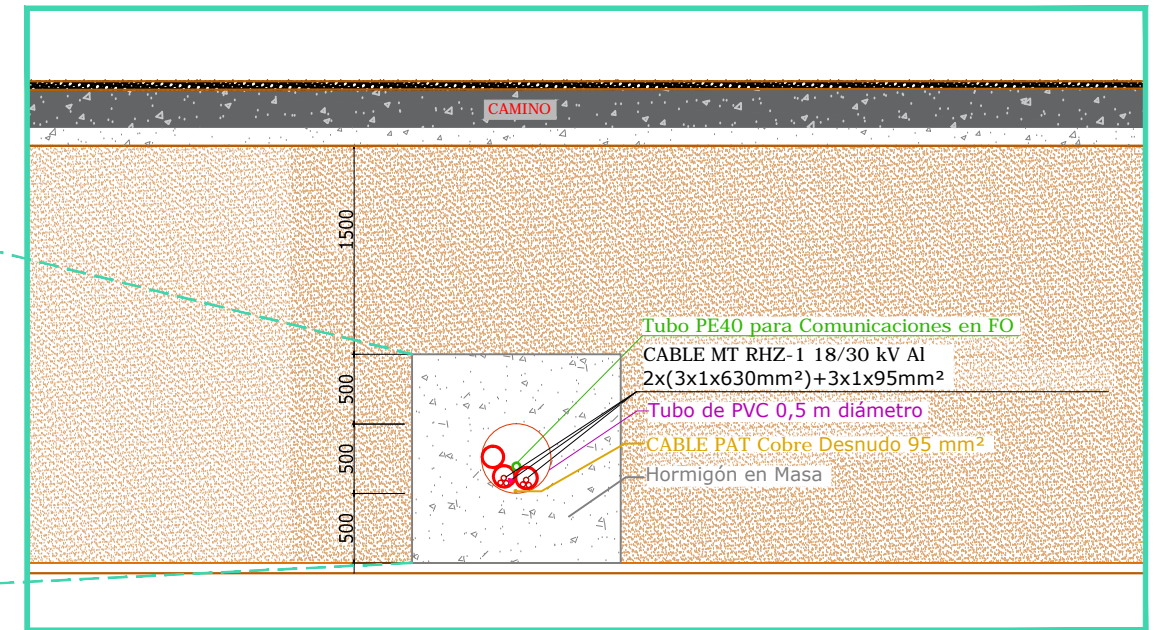 CAMINO
1500
Tubo PE40 para Comunicaciones en FO
CABLE MT RHZ-1 18/30 kV Al
2x(3x1x630mm²)+3x1x95mm²
500
Tubo de PVC 0,5 m diámetro
CABLE PAT Cobre Desnudo 95 mm²
500
Hormigón en Masa
500